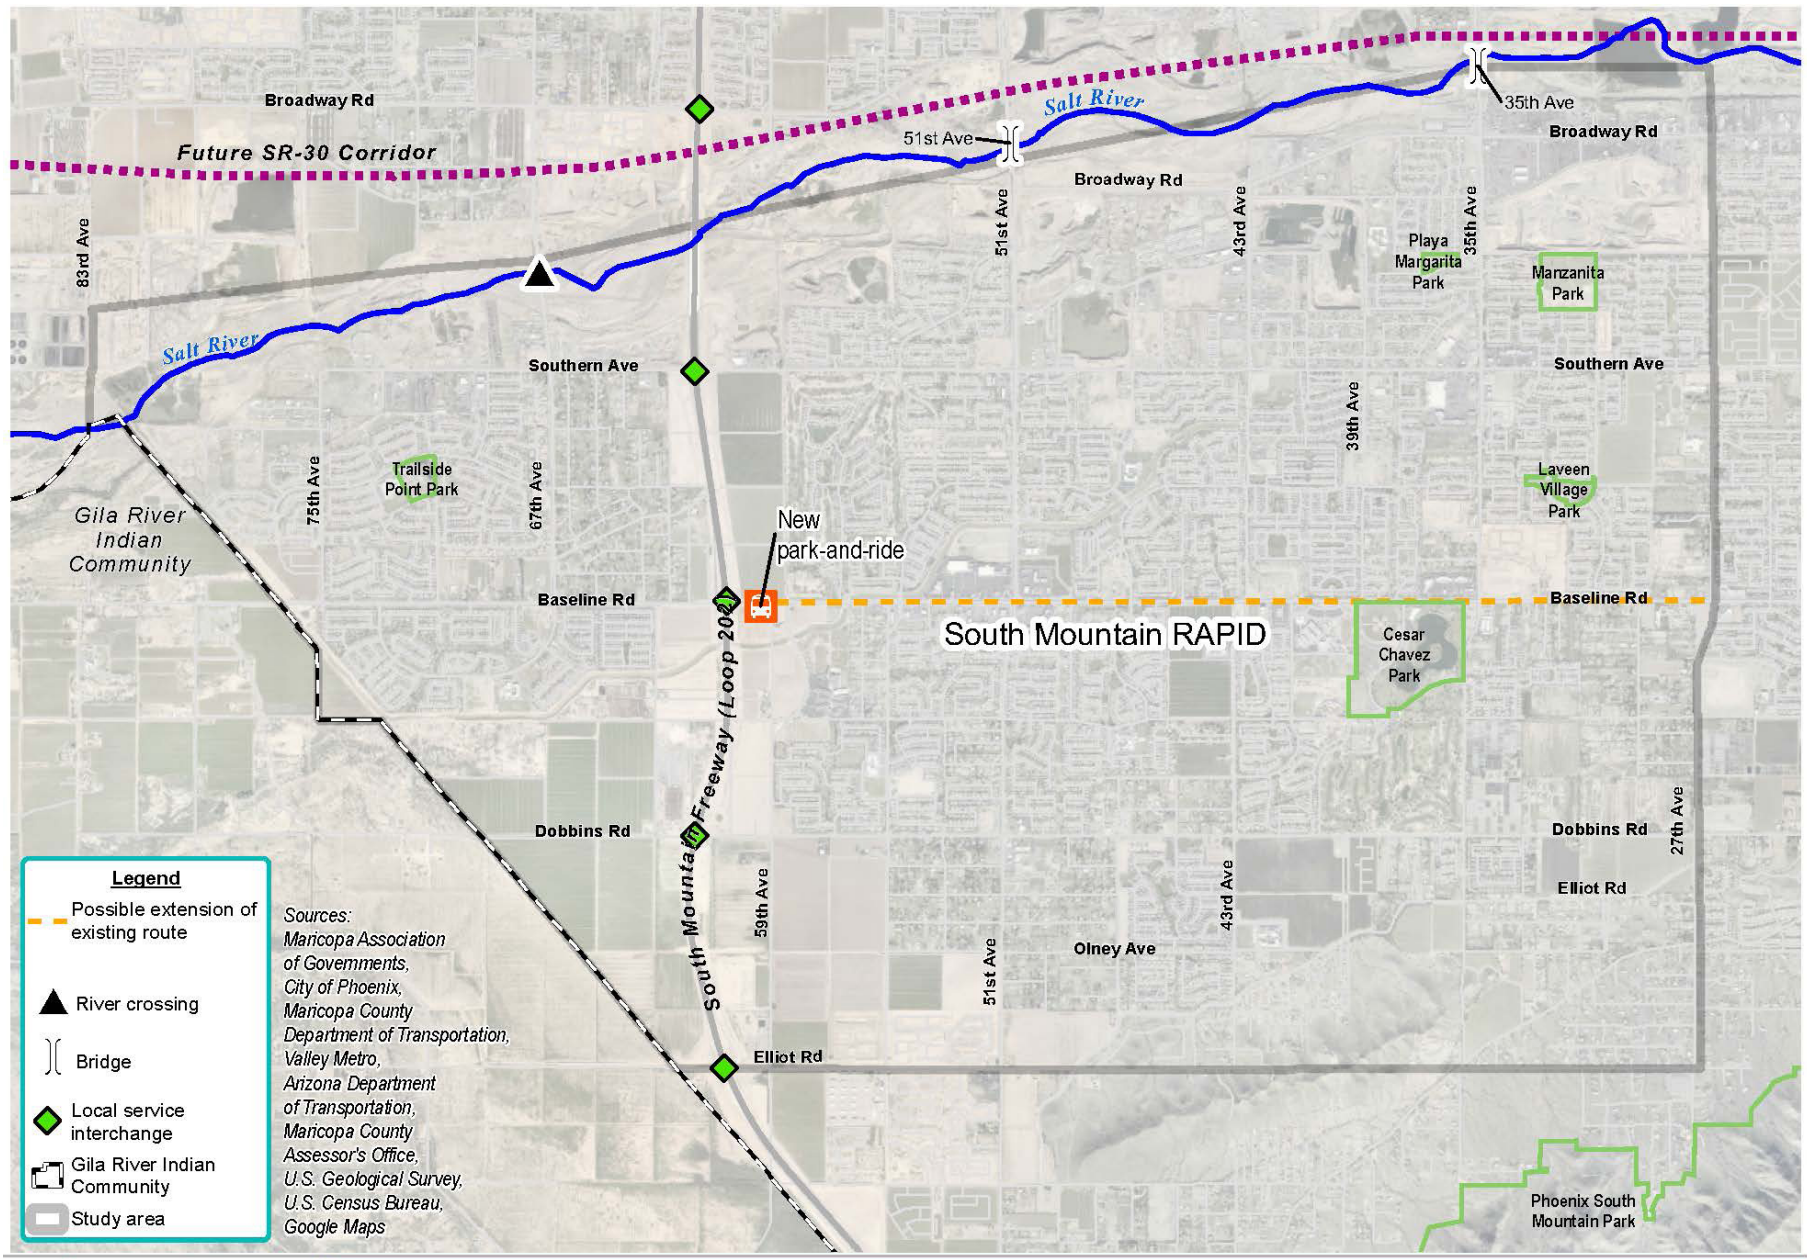 Broadway Rd
Future SR-30 Corridor
Salt River
35th Ave
51st Ave
Broadway Rd
Broadway Rd
83rd Ave
51st Ave
43rd Ave
35th Ave
Playa
Margarita
Park
Manzanita
Park
Salt River
Southern Ave
Southern Ave
39th Ave
Trailside
Point Park
75th Ave
67th Ave
Laveen
Village
Park
Gila River
Indian
Community
New
park-and-ride
Baseline Rd
Baseline Rd
South Mountain RAPID
Cesar
Chavez
Park
South Mountain Freeway (Loop 202)
Dobbins Rd
Dobbins Rd
27th Ave
59th Ave
43rd Ave
Elliot Rd
51st Ave
Olney Ave
Elliot Rd
Phoenix South
Mountain Park
Legend
Possible extension of
existing route
River crossing
Bridge
Local service
interchange
Gila River Indian
Community
Study area
Sources:
Maricopa Association
of Governments,
City of Phoenix,
Maricopa County
Department of Transportation,
Valley Metro,
Arizona Department
of Transportation,
Maricopa County
Assessor's Office,
U.S. Geological Survey,
U.S. Census Bureau,
Google Maps